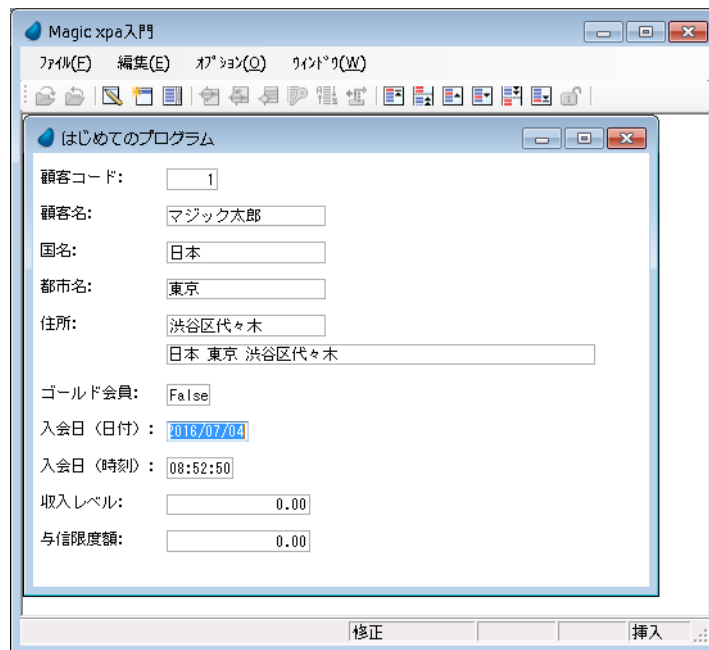 Magic xpa入門
ファイル(F) 編集(E) オプション(O) ウィンドウ(W)
はじめてのプログラム
顧客コード: 1
顧客名: マジック太郎
国名: 日本
都市名: 東京
住所: 渋谷区代々木
日本 東京 渋谷区代々木
ゴールド会員: False
入会日（日付）: 2016/07/04
入会日（時刻）: 08:52:50
収入レベル: 0.00
与信限度額: 0.00
修正 挿入